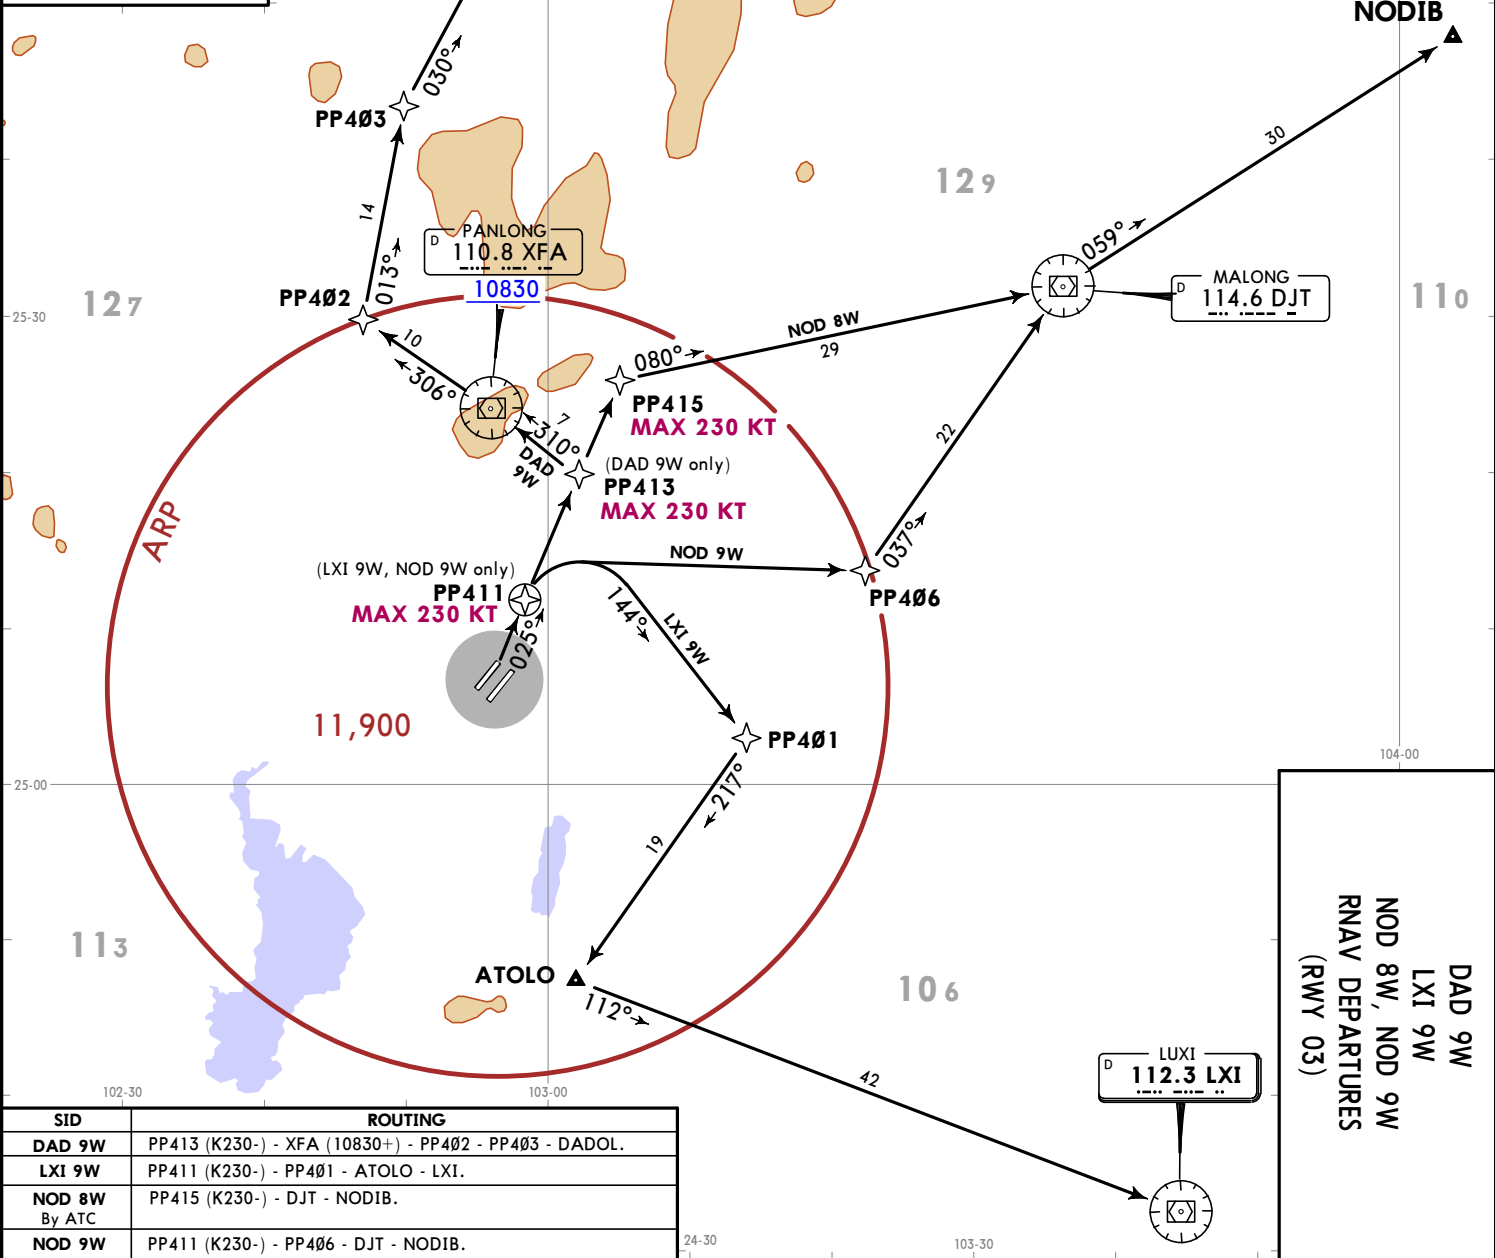 NODIB
030°
PP4Ø3
129
30
14
059°
D PANLONG
110.8 XFA
10830
013°
MALONG
D 114.6 DJT
127
PP4Ø2
110
25-30
10
NOD 8W
29
080°
306°
PP415
MAX 230 KT
7
310°
DAD
9W
22
(DAD 9W only)
PP413
MAX 230 KT
ARP
037°
NOD 9W
(LXI 9W, NOD 9W only)
PP411
MAX 230 KT
PP4Ø6
144°
LXI 9W
025°
11,900
PP4Ø1
104-00
25-00
217°
19
113
ATOLO
106
112°
DAD 9W
LXI 9W
NOD 8W, NOD 9W
RNAV DEPARTURES
(RWY 03)
LUXI
D 112.3 LXI
42
102-30
103-00
SID ROUTING
DAD 9W PP413 (K230-) - XFA (10830+) - PP4Ø2 - PP4Ø3 - DADOL.
LXI 9W PP411 (K230-) - PP4Ø1 - ATOLO - LXI.
NOD 8W PP415 (K230-) - DJT - NODIB.
By ATC
NOD 9W PP411 (K230-) - PP4Ø6 - DJT - NODIB.
24-30
103-30